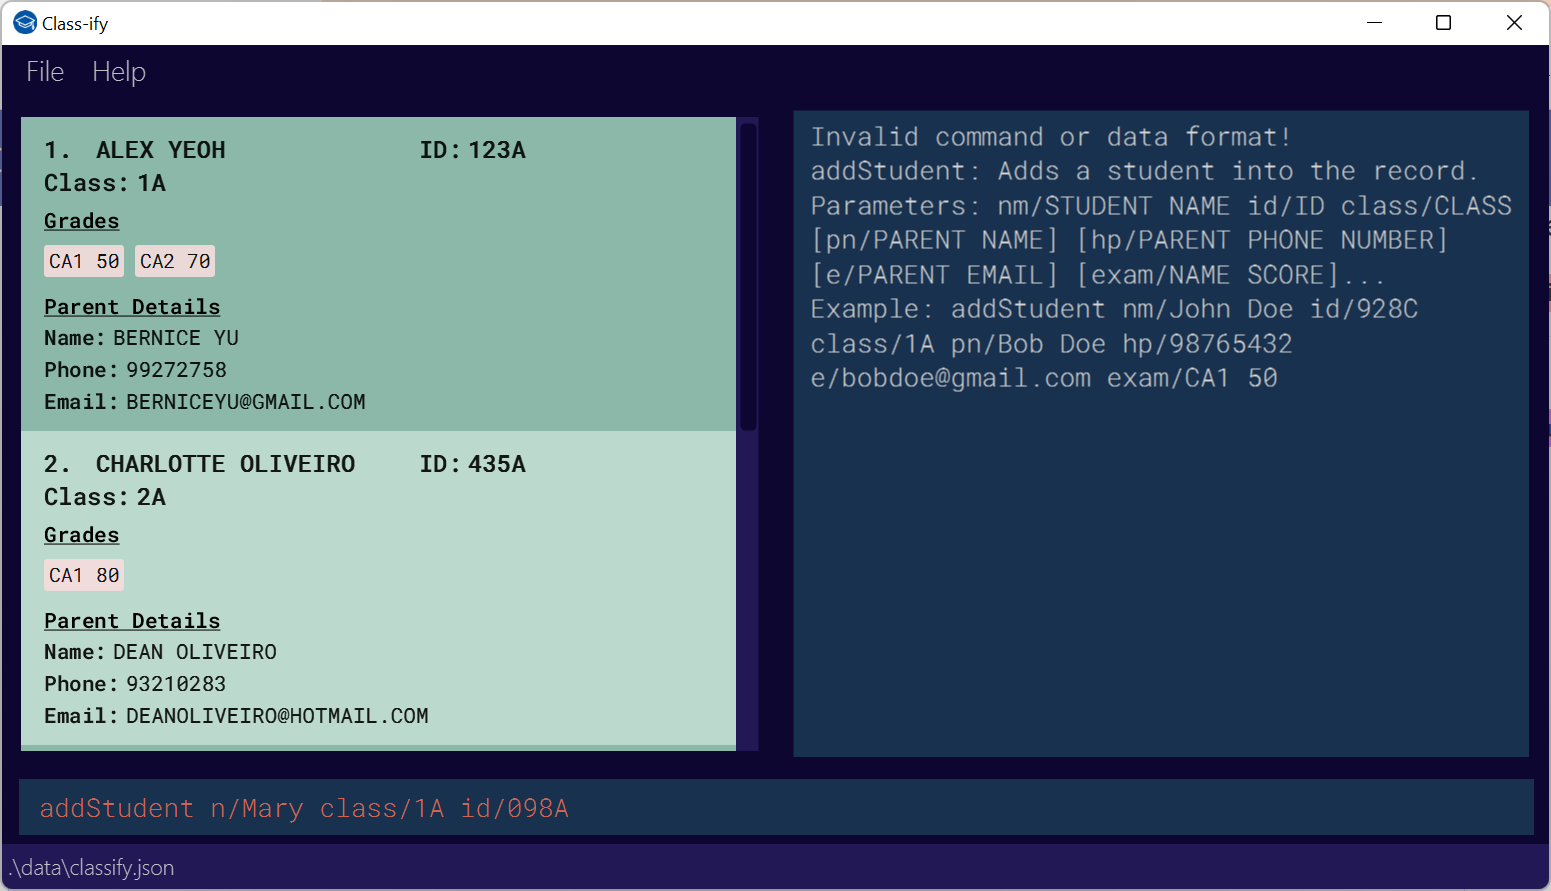 Class-ify
File Help
1. ALEX YEOH ID: 123A
Class: 1A
Grades
CA1 50 CA2 70
Parent Details
Name: BERNICE YU
Phone: 99272758
Email: BERNICEYU@GMAIL.COM
2. CHARLOTTE OLIVEIRO ID: 435A
Class: 2A
Grades
CA1 80
Parent Details
Name: DEAN OLIVEIRO
Phone: 93210283
Email: DEANOLIVEIRO@HOTMAIL.COM
Invalid command or data format!
addStudent: Adds a student into the record.
Parameters: nm/STUDENT NAME id/ID class/CLASS
[pn/PARENT NAME] [hp/PARENT PHONE NUMBER]
[e/PARENT EMAIL] [exam/NAME SCORE]...
Example: addStudent nm/John Doe id/928C
class/1A pn/Bob Doe hp/98765432
e/bobdoe@gmail.com exam/CA1 50
addStudent n/Mary class/1A id/098A
.\data\classify.json